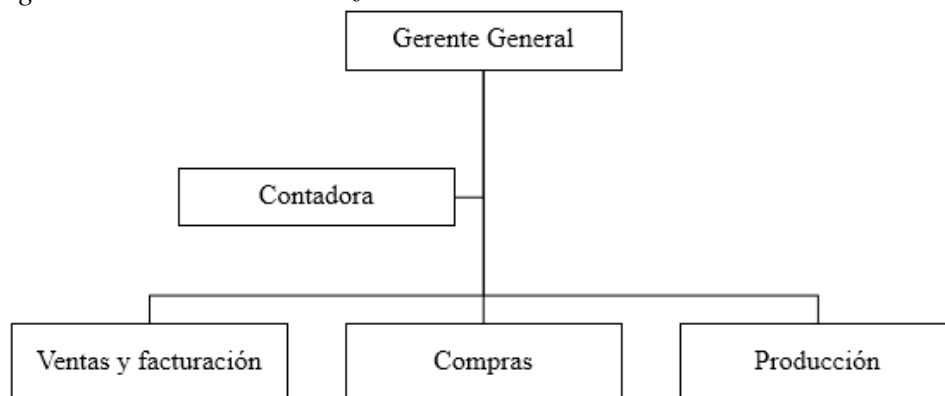 Gerente General
Contadora
Ventas y facturación
Compras
Producción